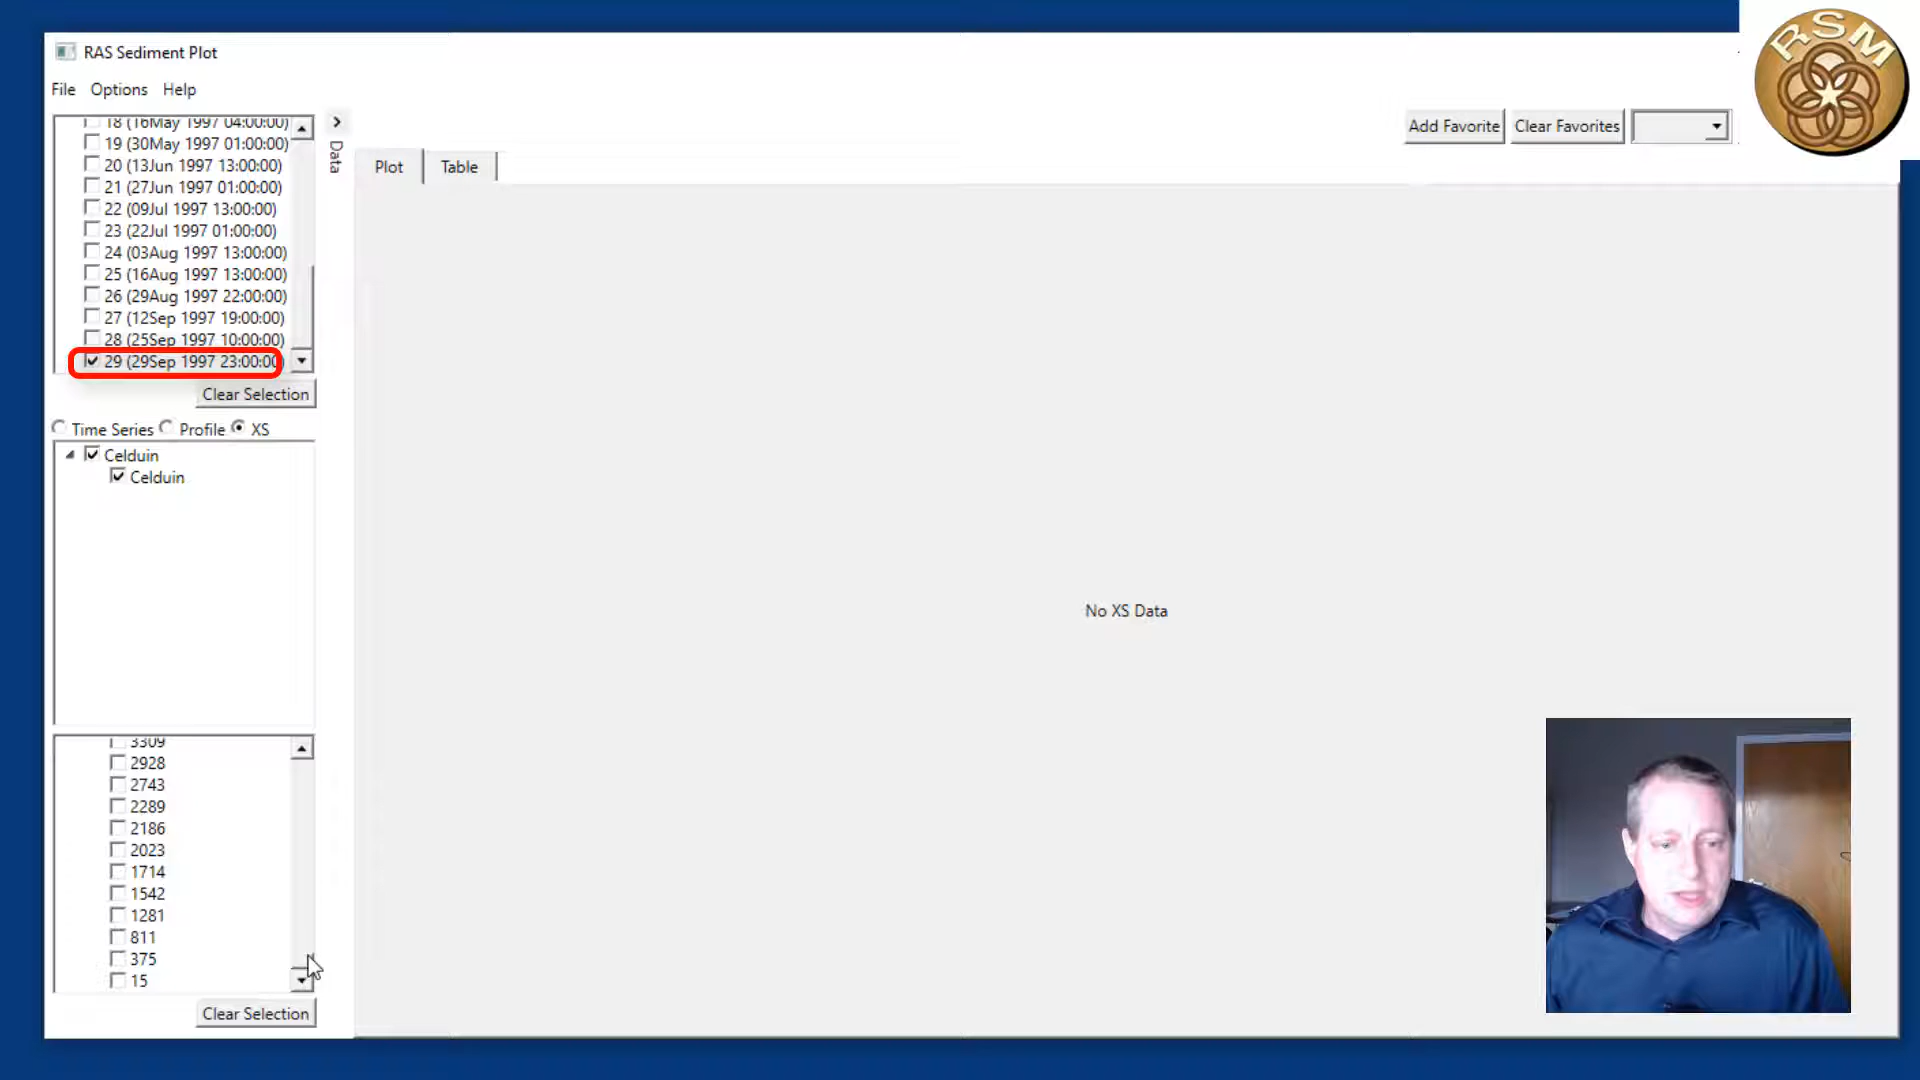 RSM
RAS Sediment Plot
File Options Help
Add Favorite Clear Favorites
18 (16May 1997 04:00:00)
19 (30May 1997 01:00:00)
20 (13Jun 1997 13:00:00)
21 (27Jun 1997 01:00:00)
22 (09Jul 1997 13:00:00)
23 (22Jul 1997 01:00:00)
24 (03Aug 1997 13:00:00)
25 (16Aug 1997 13:00:00)
26 (29Aug 1997 22:00:00)
27 (12Sep 1997 19:00:00)
28 (25Sep 1997 10:00:00)
29 (29Sep 1997 23:00:00)
Clear Selection
Data
Plot Table
Time Series Profile XS
Celduin
Celduin
No XS Data
3309
2928
2743
2289
2186
2023
1714
1542
1281
811
375
15
Clear Selection